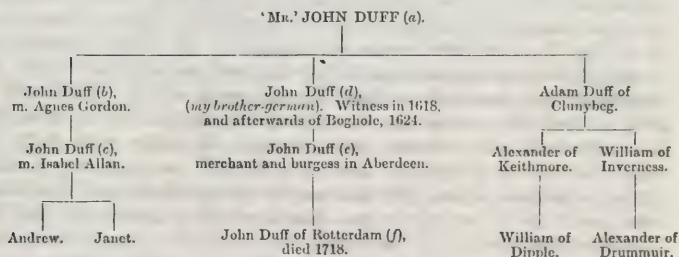 'MR.' JOHN DUFF (a).
John Duff (b),
m. Agnes Gordon.
John Duff (d),
(my brother-german). Witness in 1618,
and afterwards of Boghole, 1624.
Adam Duff of
Clunybeg.
John Duff (c),
m. Isabel Allan.
John Duff (e),
merchant and burgess in Aberdeen.
Alexander of
Keithmore.
William of
Inverness.
Andrew.
Janet.
John Duff of Rotterdam (f),
died 1718.
William of
Dipple.
Alexander of
Drummuir.